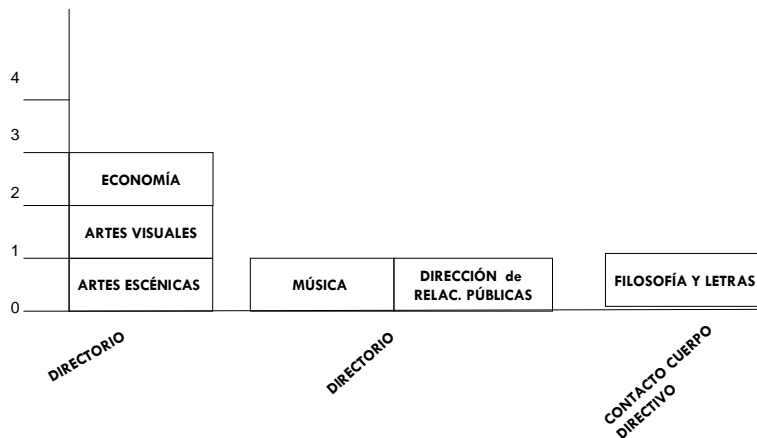 4
3
ECONOMÍA
2
ARTES VISUALES
1
ARTES ESCÉNICAS
MÚSICA
DIRECCIÓN de
RELAC. PÚBLICAS
FILOSOFÍA Y LETRAS
0
DIRECTORIO
DIRECTORIO
CONTACTO CUERPO
DIRECTIVO